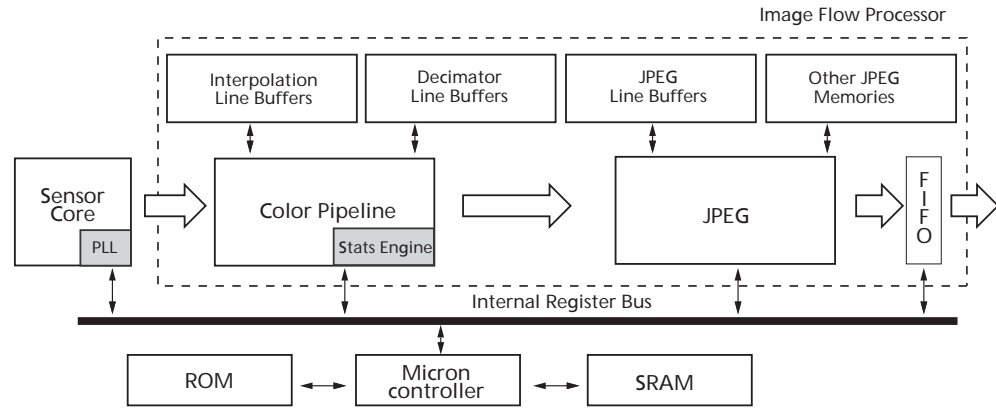 Image Flow Processor
Interpolation
Line Buffers
Decimator
Line Buffers
JPEG
Line Buffers
Other JPEG
Memories
Sensor
Core
PLL
Color Pipeline
Stats Engine
JPEG
F
I
F
O
Internal Register Bus
ROM
Micron
controller
SRAM